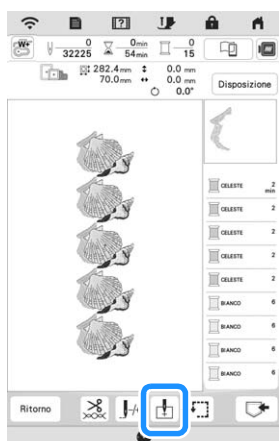 W+
0
32225
0min
54min
0
15
282.4mm
70.0mm
0.0 mm
0.0 mm
0.0°
Disposizione
CELESTE 2 min
CELESTE 2
CELESTE 2
CELESTE 2
CELESTE 2
BIANCO 6
BIANCO 6
BIANCO 6
BIANCO 6
Ritorno